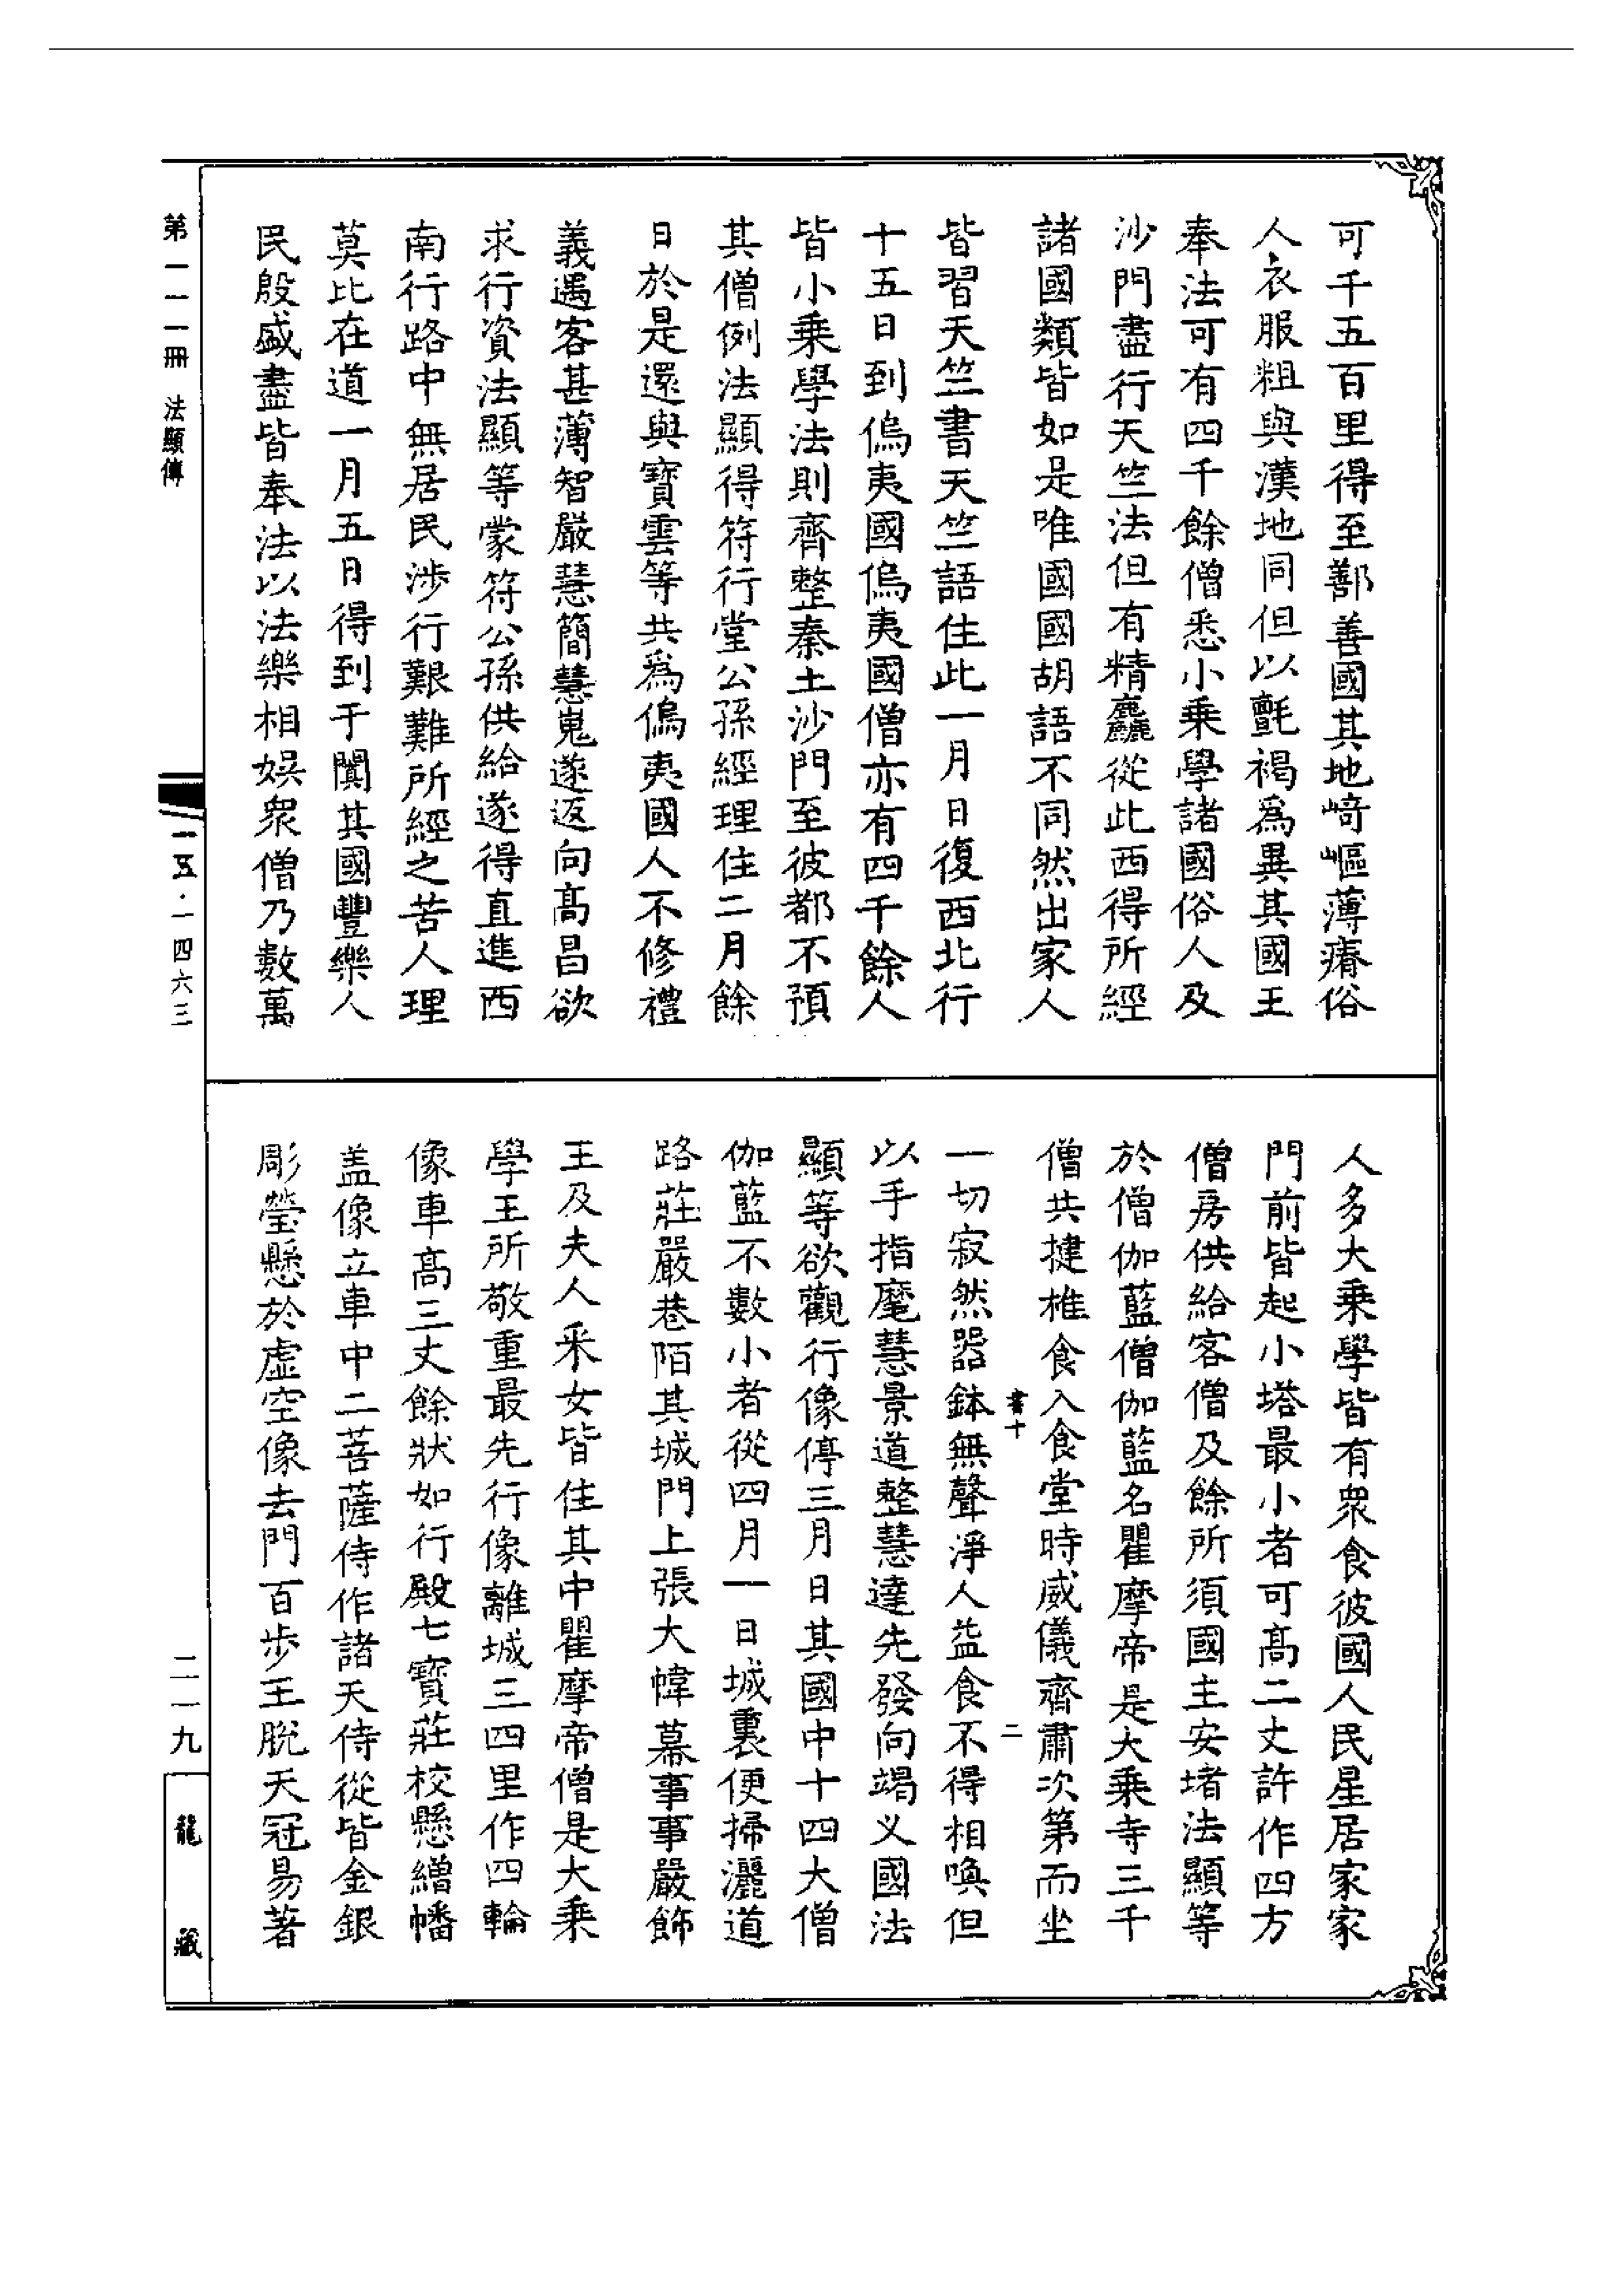 可千五百里得至鄯善國其地崎嶇薄瘠俗
人衣服粗與漢地同但以氈褐爲異其國王
奉法可有四千餘僧悉小乘學諸國俗人及
沙門盡行天竺法但有精麤從此西得所經
諸國類皆如是唯國國胡語不同然出家人
皆習天竺書天竺語住此一月日復西北行
十五日到僞夷國僞夷國僧亦有四千餘人
皆小乘學法則齊整秦土沙門至彼都不預
其僧例法顯得符行堂公孫經理住二月餘
日於是還與寶雲等共爲僞夷國人不修禮
義遇客甚薄智嚴慧簡慧嵬遂返向高昌欲
求行資法顯等蒙符公孫供給遂得直進西
南行路中無居民涉行艱難所經之苦人理
莫比在道一月五日得到于闐其國豐樂人
民殷盛盡皆奉法以法樂相娛衆僧乃數萬
人多大乘學皆有衆食彼國人民星居家家
門前皆起小塔最小者可高二丈許作四方
僧房供給客僧及餘所須國主安堵法顯等
於僧伽藍僧伽藍名瞿摩帝是大乘寺三千
僧共揵椎食入食堂時威儀齊肅次第而坐
書十 二
一切寂然器鉢無聲淨人益食不得相喚但
以手指麾慧景道整慧達先發向竭义國法
顯等欲觀行像停三月日其國中十四大僧
伽藍不數小者從四月一日城裏便掃灑道
路莊嚴巷陌其城門上張大幃幕事事嚴飾
王及夫人采女皆住其中瞿摩帝僧是大乘
學王所敬重最先行像離城三四里作四輪
像車高三丈餘狀如行殿七寶莊校懸繒幡
盖像立車中二菩薩侍作諸天侍從皆金銀
彫瑩懸於虛空像去門百步王脫天冠易著
第一一一冊 法顯傳
一五·一四六三
二一九
龍藏